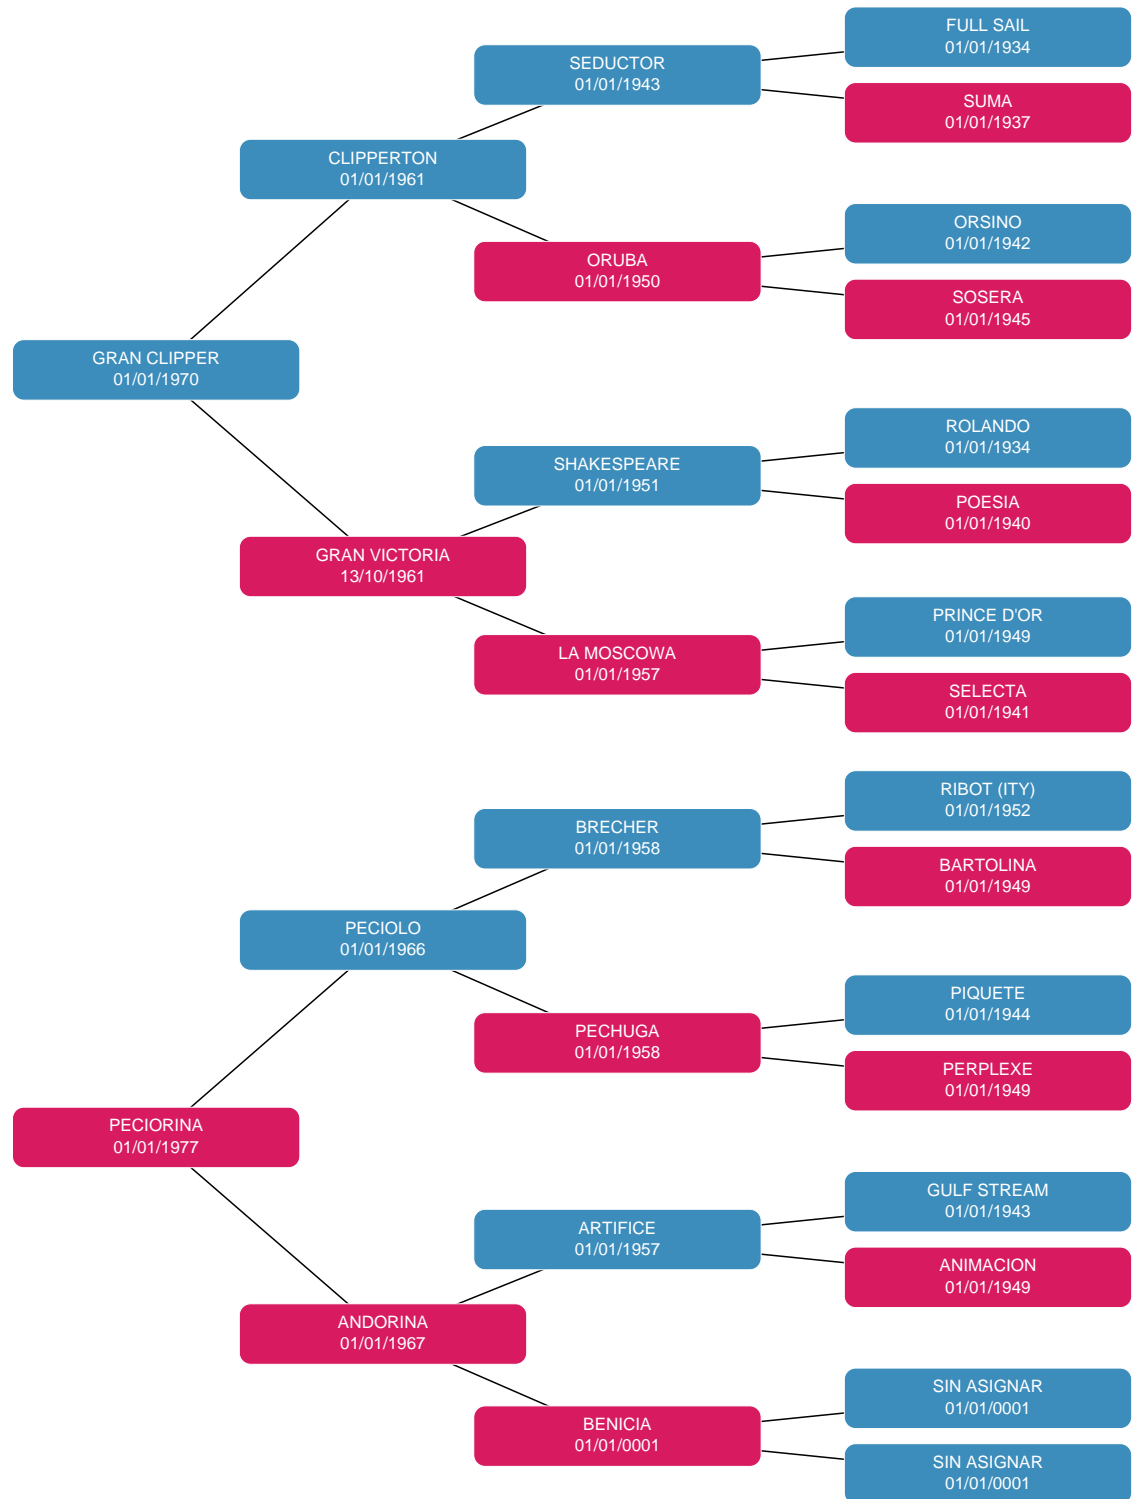 FULL SAIL
01/01/1934
SEDUCTOR
01/01/1943
SUMA
01/01/1937
CLIPPERTON
01/01/1961
ORSINO
01/01/1942
ORUBA
01/01/1950
SOSERA
01/01/1945
GRAN CLIPPER
01/01/1970
ROLANDO
01/01/1934
SHAKESPEARE
01/01/1951
POESIA
01/01/1940
GRAN VICTORIA
13/10/1961
PRINCE D'OR
01/01/1949
LA MOSCOWA
01/01/1957
SELECTA
01/01/1941
RIBOT (ITY)
01/01/1952
BRECHER
01/01/1958
BARTOLINA
01/01/1949
PECIOLO
01/01/1966
PIQUETE
01/01/1944
PECHUGA
01/01/1958
PERPLEXE
01/01/1949
PECIORINA
01/01/1977
GULF STREAM
01/01/1943
ARTIFICE
01/01/1957
ANIMACION
01/01/1949
ANDORINA
01/01/1967
SIN ASIGNAR
01/01/0001
BENICIA
01/01/0001
SIN ASIGNAR
01/01/0001